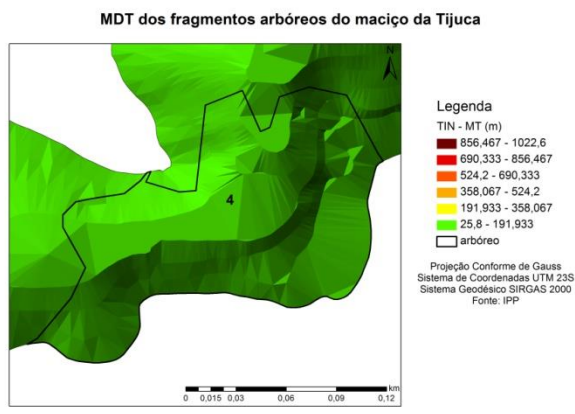 MDT dos fragmentos arbóreos do maciço da Tijuca
N
4
Legenda
TIN - MT (m)
856,467 - 1022,6
690,333 - 856,467
524,2 - 690,333
358,067 - 524,2
191,933 - 358,067
25,8 - 191,933
arbóreo
Projeção Conforme de Gauss
Sistema de Coordenadas UTM 23S
Sistema Geodésico SIRGAS 2000
Fonte: IPP
km
0 0,015 0,03 0,06 0,09 0,12